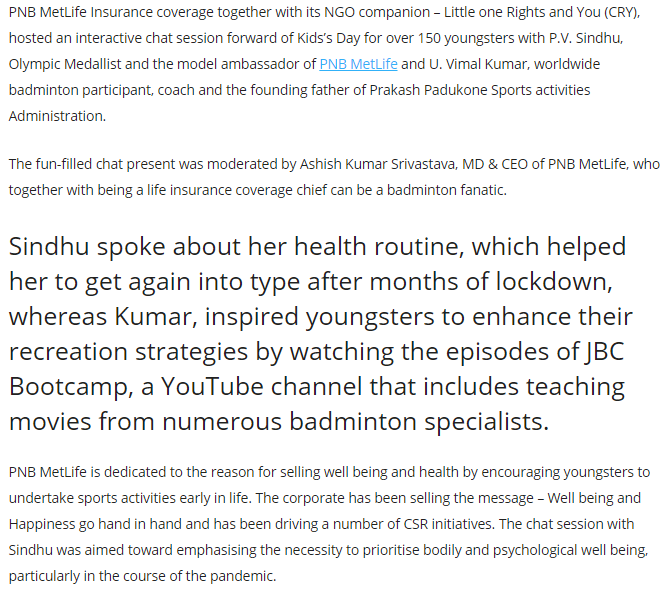 PNB MetLife Insurance coverage together with its NGO companion – Little one Rights and You (CRY),
hosted an interactive chat session forward of Kids's Day for over 150 youngsters with P.V. Sindhu,
Olympic Medallist and the model ambassador of PNB MetLife and U. Vimal Kumar, worldwide
badminton participant, coach and the founding father of Prakash Padukone Sports activities
Administration.
The fun-filled chat present was moderated by Ashish Kumar Srivastava, MD & CEO of PNB MetLife, who
together with being a life insurance coverage chief can be a badminton fanatic.
Sindhu spoke about her health routine, which helped
her to get again into type after months of lockdown,
whereas Kumar, inspired youngsters to enhance their
recreation strategies by watching the episodes of JBC
Bootcamp, a YouTube channel that includes teaching
movies from numerous badminton specialists.
PNB MetLife is dedicated to the reason for selling well being and health by encouraging youngsters to
undertake sports activities early in life. The corporate has been selling the message – Well being and
Happiness go hand in hand and has been driving a number of CSR initiatives. The chat session with
Sindhu was aimed toward emphasising the necessity to prioritise bodily and psychological well being,
particularly in the course of the pandemic.